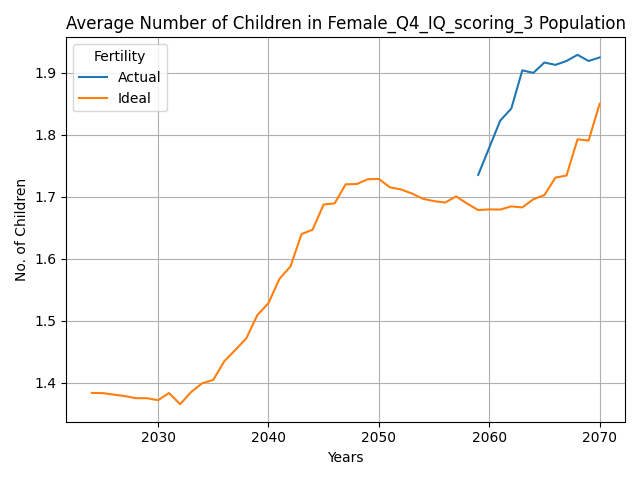 Average Number of Children in Female_Q4_IQ_scoring_3 Population
Fertility
Actual
Ideal
No. of Children
1.9
1.8
1.7
1.6
1.5
1.4
2030
2040
2050
2060
2070
Years